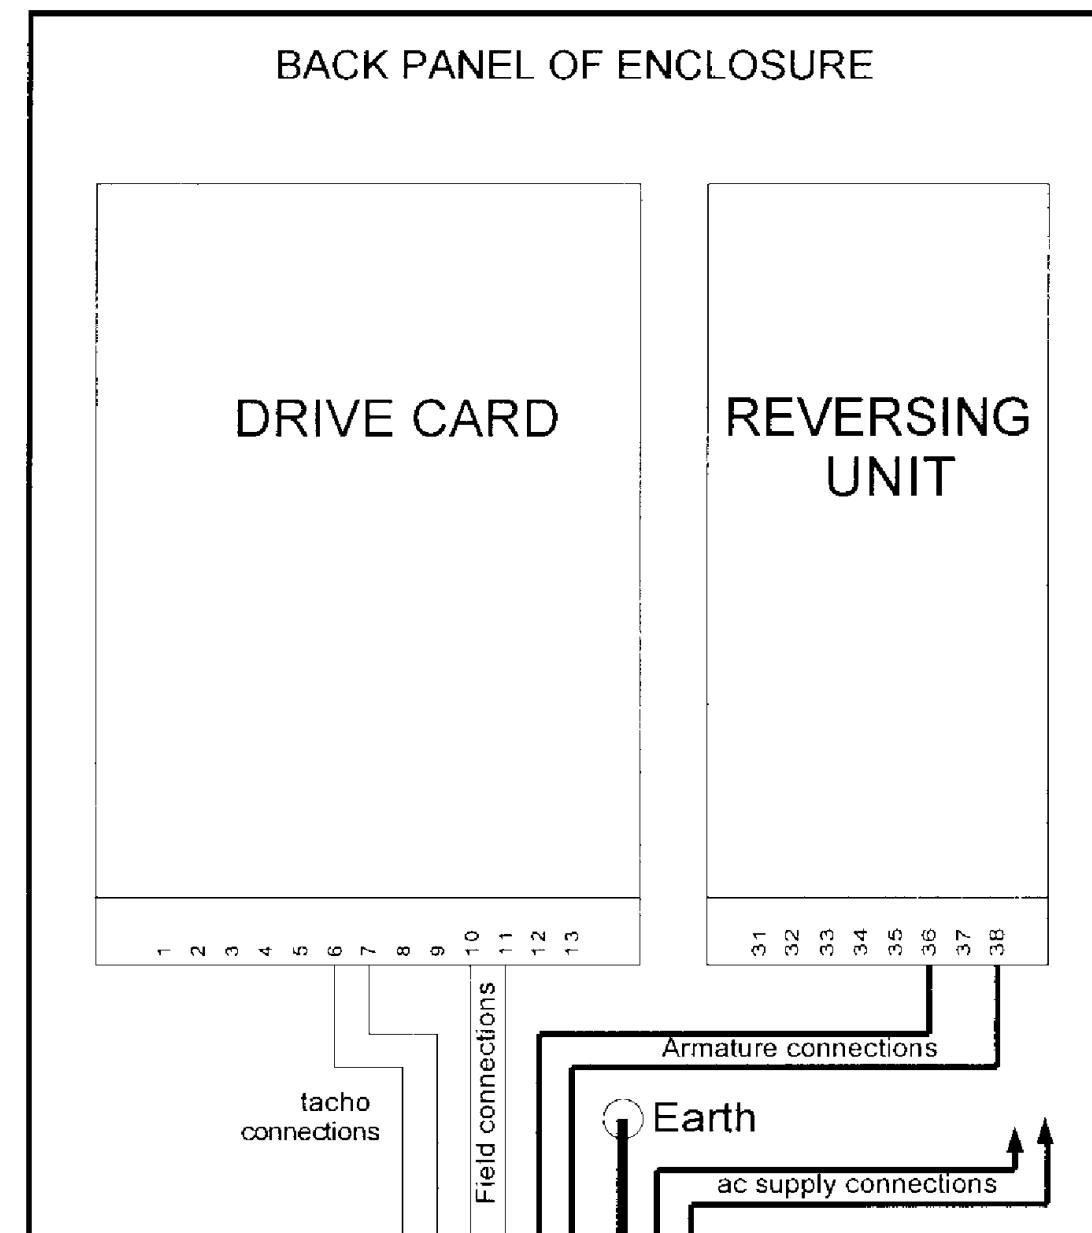 BACK PANEL OF ENCLOSURE
DRIVE CARD
REVERSING
UNIT
1 2 3 4 5 6 7 8 9 10 11 12 13
31 32 33 34 35 36 37 38
Field connections
Armature connections
tacho
connections
Earth
ac supply connections